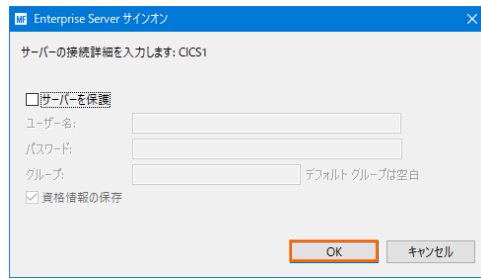 Enterprise Server サインオン
サーバーの接続詳細を入力します: CICS1
サーバーを保護
ユーザー名:
パスワード:
グループ: デフォルト グループは空白
資格情報の保存
OK キャンセル